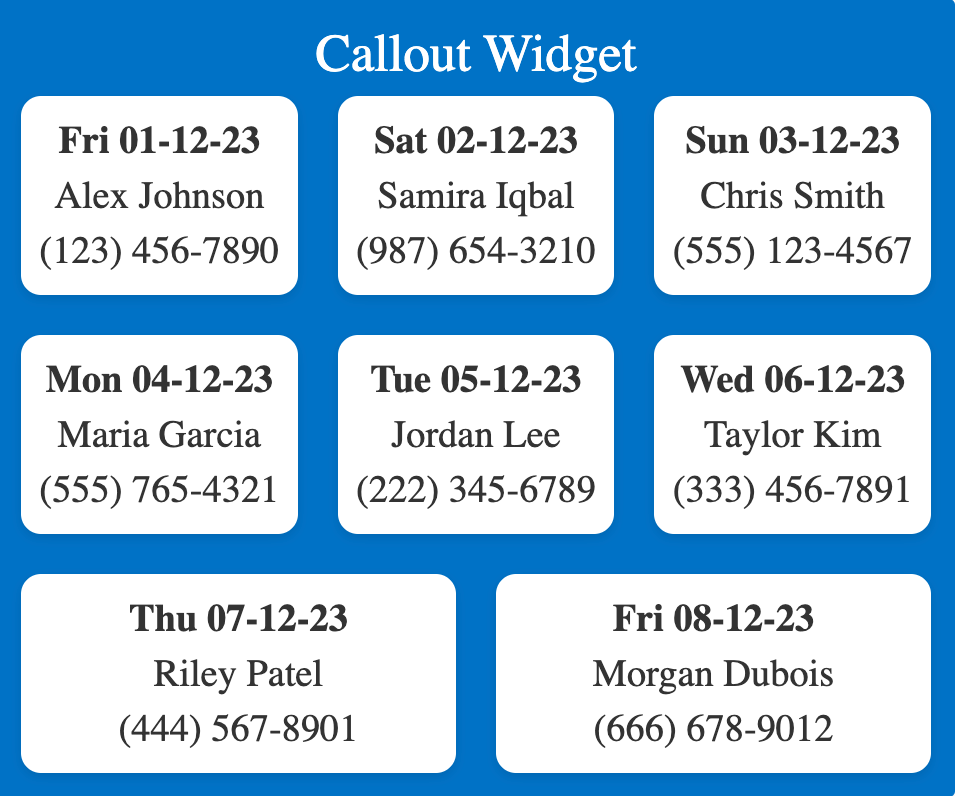 Callout Widget
Fri 01-12-23
Alex Johnson
(123) 456-7890
Sat 02-12-23
Samira Iqbal
(987) 654-3210
Sun 03-12-23
Chris Smith
(555) 123-4567
Mon 04-12-23
Maria Garcia
(555) 765-4321
Tue 05-12-23
Jordan Lee
(222) 345-6789
Wed 06-12-23
Taylor Kim
(333) 456-7891
Thu 07-12-23
Riley Patel
(444) 567-8901
Fri 08-12-23
Morgan Dubois
(666) 678-9012